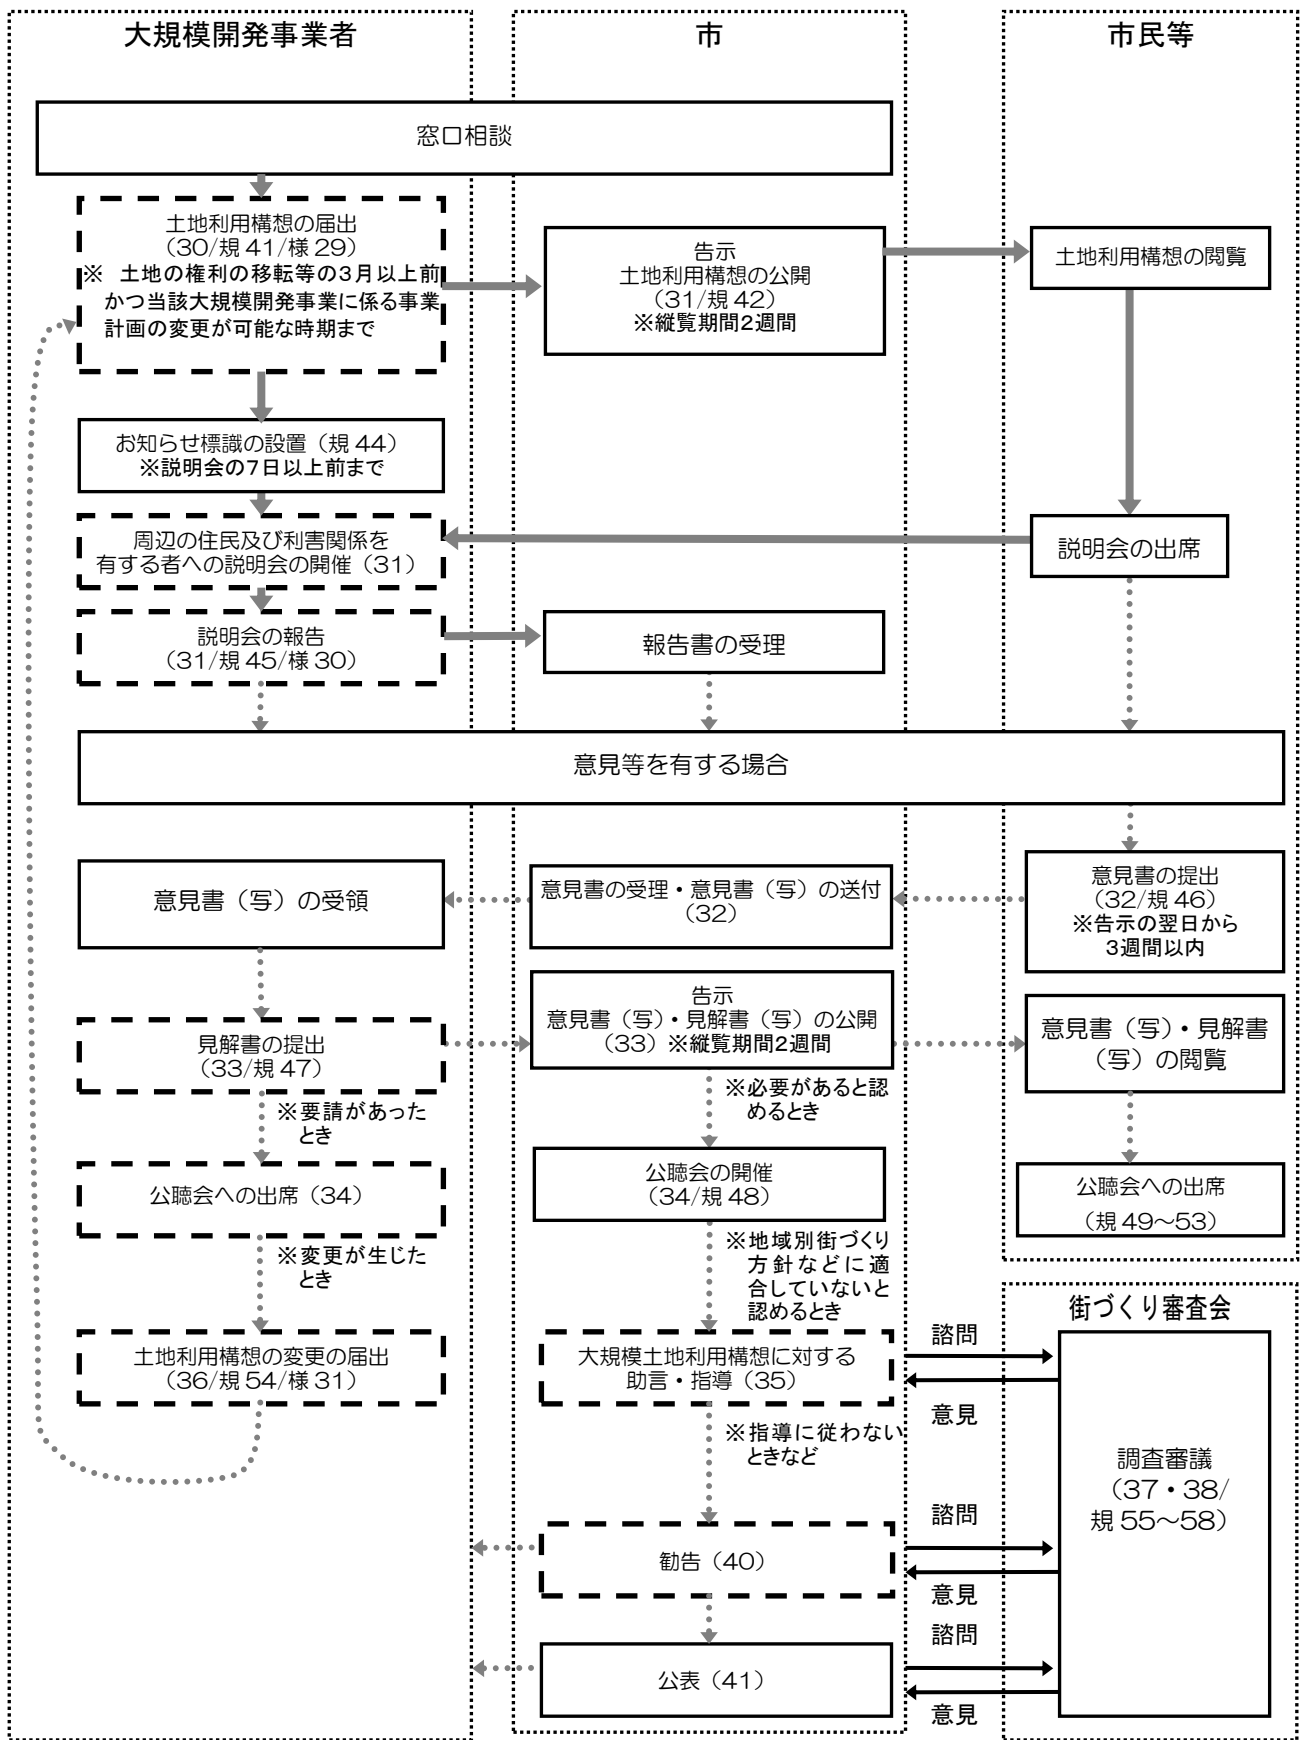 大規模開発事業者
市
市民等
窓口相談
土地利用構想の届出
（30/規 41/様 29）
※ 土地の権利の移転等の3月以上前
かつ当該大規模開発事業に係る事業
計画の変更が可能な時期まで
告示
土地利用構想の公開
（31/規 42）
※縦覧期間2週間
土地利用構想の閲覧
お知らせ標識の設置（規 44）
※説明会の7日以上前まで
周辺の住民及び利害関係を
有する者への説明会の開催（31）
説明会の出席
説明会の報告
（31/規 45/様 30）
報告書の受理
意見等を有する場合
意見書（写）の受領
意見書の受理・意見書（写）の送付
（32）
意見書の提出
（32/規 46）
※告示の翌日から
3週間以内
見解書の提出
（33/規 47）
告示
意見書（写）・見解書（写）の公開
（33）※縦覧期間2週間
意見書（写）・見解書
（写）の閲覧
※要請があった
とき
※必要があると認
めるとき
公聴会への出席（34）
公聴会の開催
（34/規 48）
公聴会への出席
（規 49～53）
※変更が生じた
とき
※地域別街づくり
方針などに適
合していないと
認めるとき
街づくり審査会
土地利用構想の変更の届出
（36/規 54/様 31）
大規模土地利用構想に対する
助言・指導（35）
諮問
意見
※指導に従わない
ときなど
調査審議
（37・38/
規 55～58）
勧告（40）
諮問
意見
公表（41）
諮問
意見